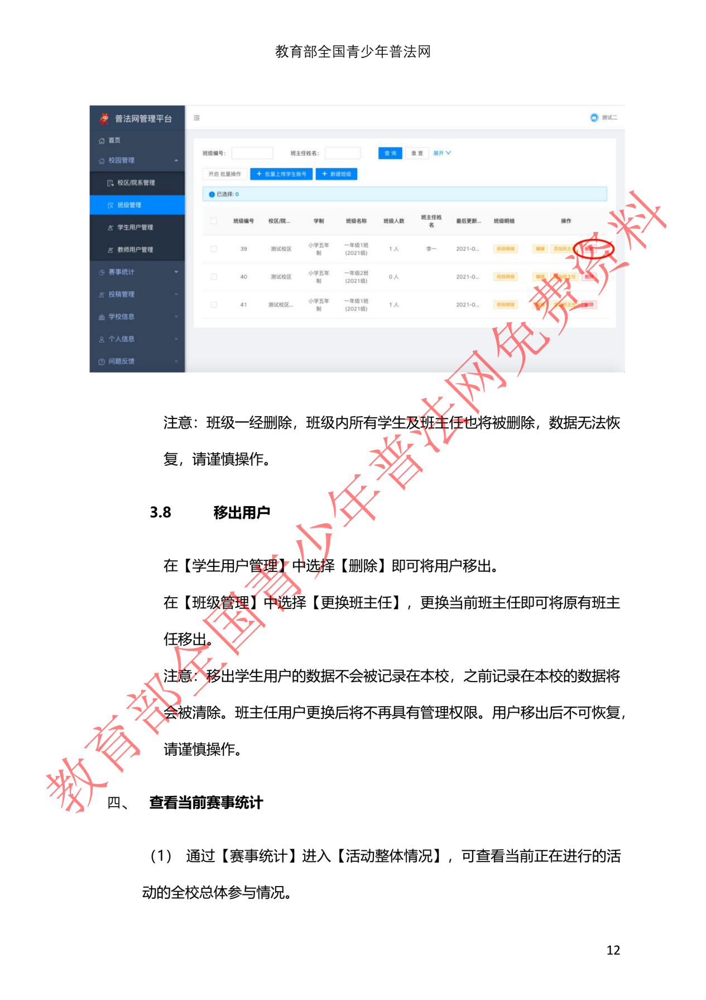 教育部全国青少年普法网
普法网管理平台
测试二
首页
校园管理
校区/院系管理
班级管理
学生用户管理
教师用户管理
赛事统计
投稿管理
学校信息
个人信息
问题反馈
班级编号: 班主任姓名: 查 询 重 置 展开
开启 批量操作 + 批量上传学生账号 + 新建班级
已选择: 0
班级编号 校区/院... 学制 班级名称 班级人数 班主任姓名 最后更新... 班级明细 操作
39 测试校区 小学五年制 一年级1班(2021级) 1 人 李一 2021-0... 班级明细 编辑 添加班主任 删除
40 测试校区 小学五年制 一年级2班(2021级) 0 人 2021-0... 班级明细 编辑 添加班主任 删除
41 测试校区... 小学五年制 一年级1班(2021级) 1 人 2021-0... 班级明细 编辑 添加班主任 删除
注意：班级一经删除，班级内所有学生及班主任也将被删除，数据无法恢
复，请谨慎操作。
3.8 移出用户
在【学生用户管理】中选择【删除】即可将用户移出。
在【班级管理】中选择【更换班主任】，更换当前班主任即可将原有班主
任移出。
注意：移出学生用户的数据不会被记录在本校，之前记录在本校的数据将
会被清除。班主任用户更换后将不再具有管理权限。用户移出后不可恢复，
请谨慎操作。
四、 查看当前赛事统计
（1） 通过【赛事统计】进入【活动整体情况】，可查看当前正在进行的活
动的全校总体参与情况。
12
教育部全国青少年普法网免费资料